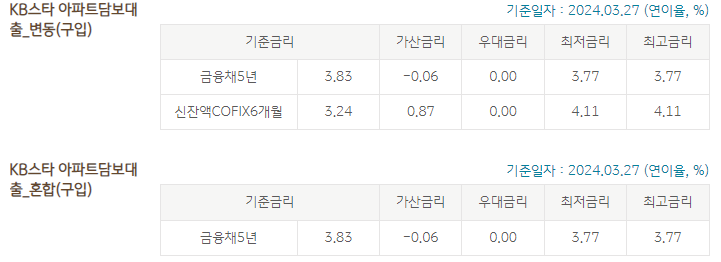 KB스타 아파트담보대
출_변동(구입)
기준일자 : 2024.03.27 (연이율, %)
기준금리 가산금리 우대금리 최저금리 최고금리
금융채5년 3.83 -0.06 0.00 3.77 3.77
신잔액COFIX6개월 3.24 0.87 0.00 4.11 4.11
KB스타 아파트담보대
출_혼합(구입)
기준일자 : 2024.03.27 (연이율, %)
기준금리 가산금리 우대금리 최저금리 최고금리
금융채5년 3.83 -0.06 0.00 3.77 3.77